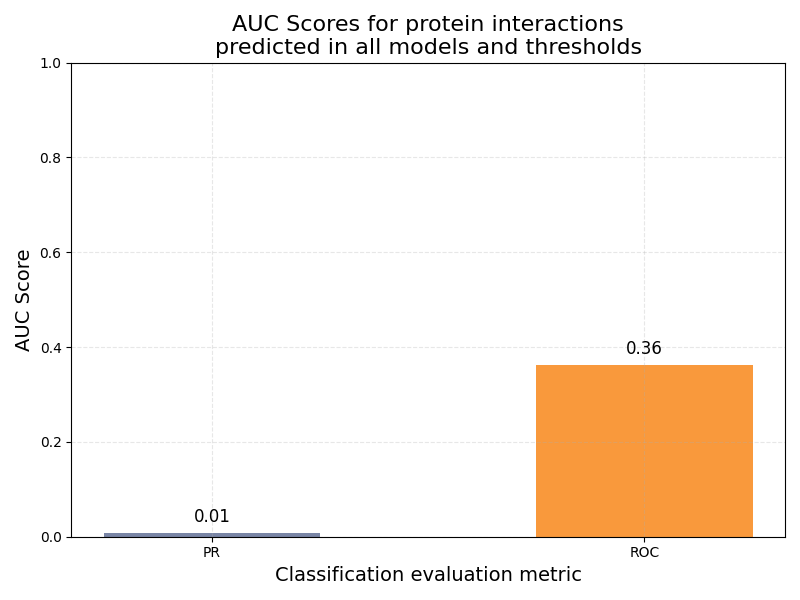 AUC Scores for protein interactions
predicted in all models and thresholds
1.0
0.8
0.6
0.4
0.2
0.0
AUC Score
0.01
0.36
PR
ROC
Classification evaluation metric